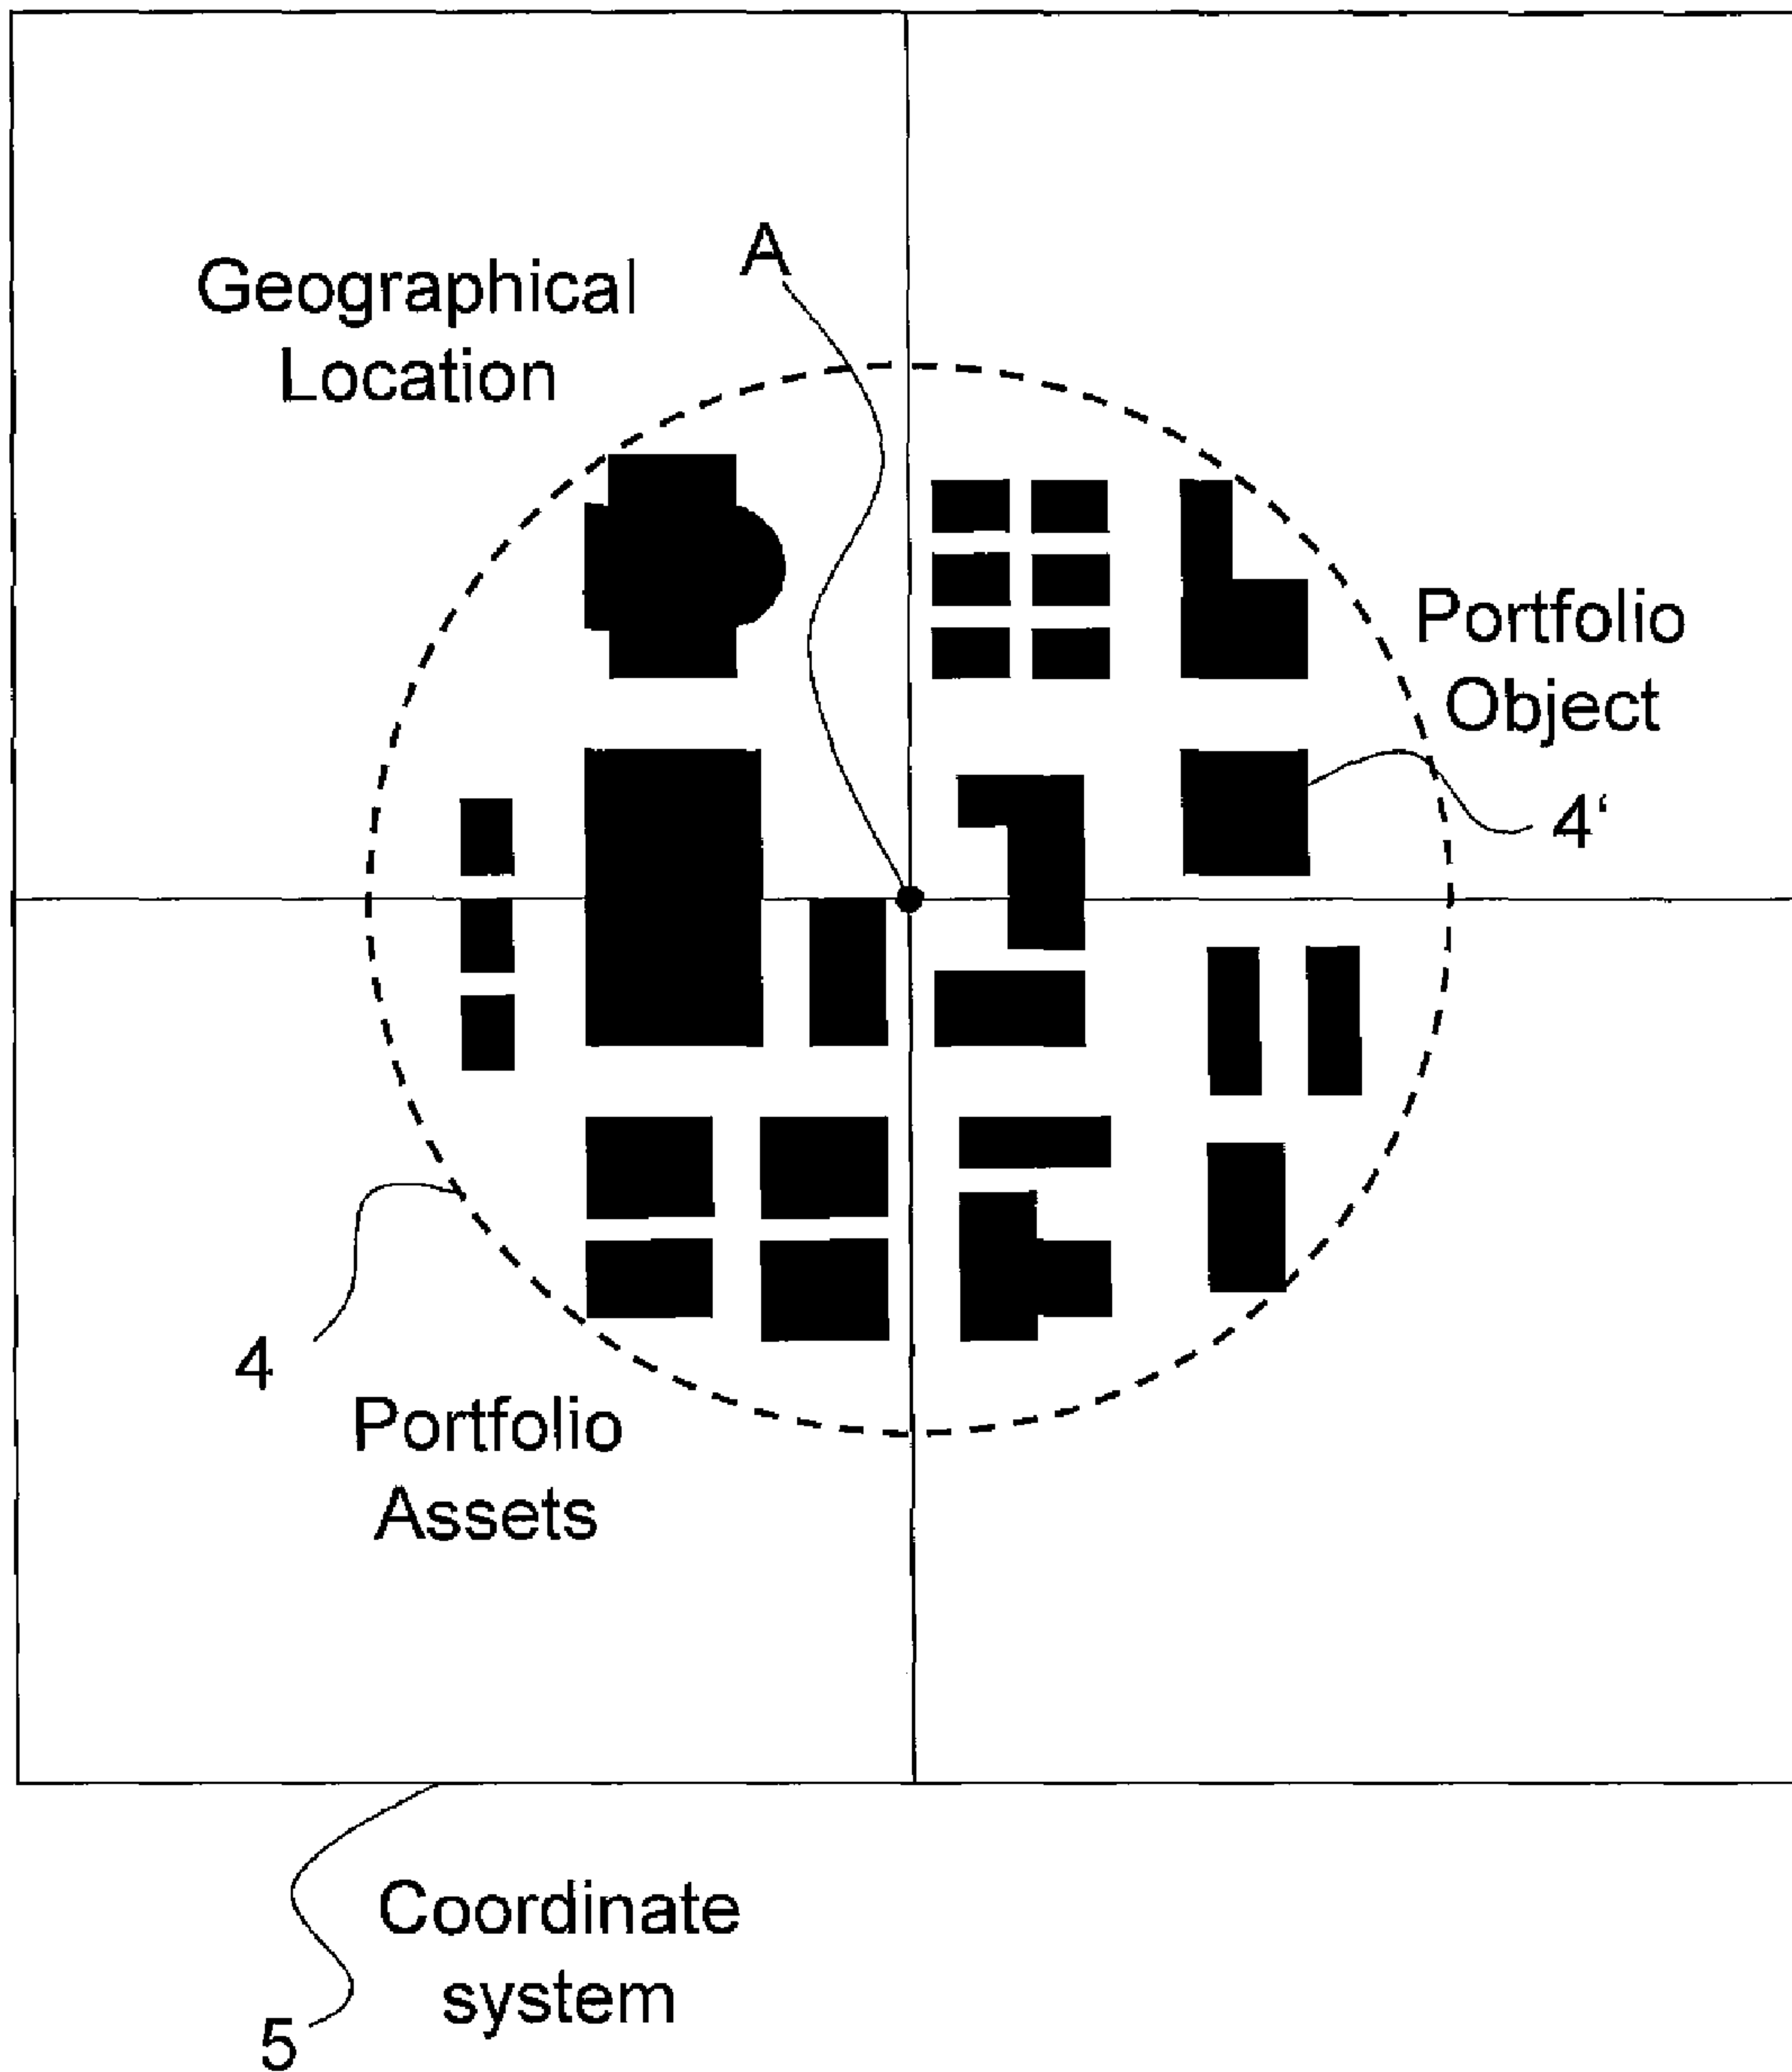 A
Geographical
Location
Portfolio
Object
4‘
4
Portfolio
Assets
Coordinate
system
5